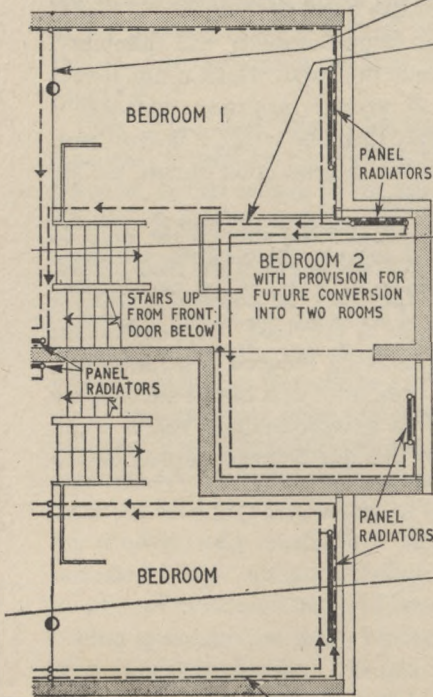 BEDROOM 1
PANEL
RADIATORS
BEDROOM 2
WITH PROVISION FOR
FUTURE CONVERSION
INTO TWO ROOMS
STAIRS UP
FROM FRONT
DOOR BELOW
PANEL
RADIATORS
PANEL
RADIATORS
BEDROOM